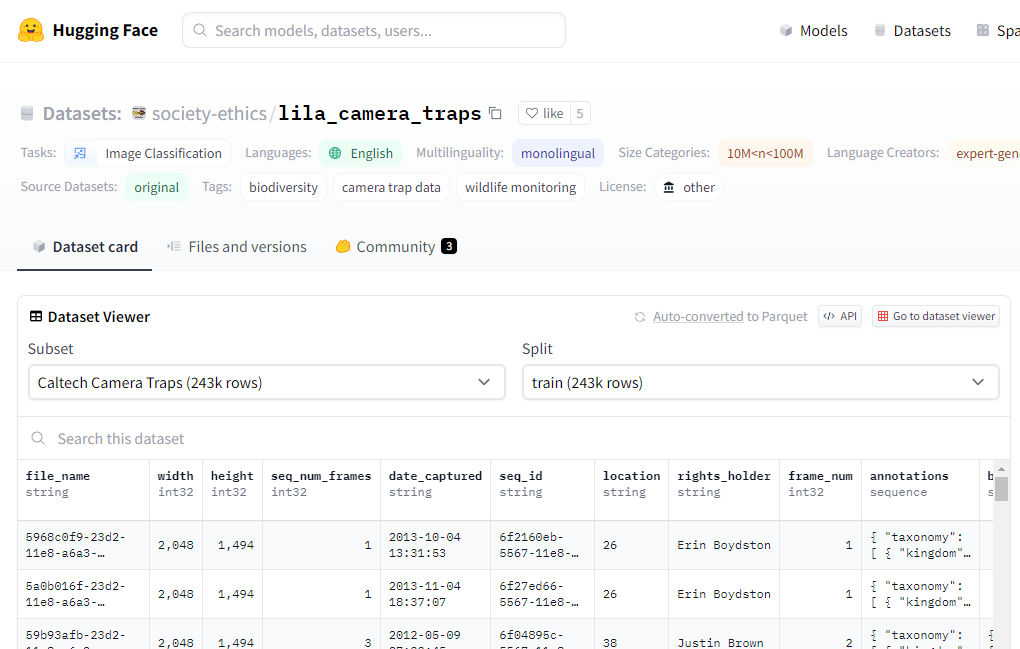 Hugging Face Search models, datasets, users... Models Datasets Spa
Datasets: society-ethics/lila_camera_traps like 5
Tasks: Image Classification Languages: English Multilinguality: monolingual Size Categories: 10M<n<100M Language Creators: expert-gen
Source Datasets: original Tags: biodiversity camera trap data wildlife monitoring License: other
Dataset card Files and versions Community 3
Dataset Viewer Auto-converted to Parquet API Go to dataset viewer
Subset Split
Caltech Camera Traps (243k rows) train (243k rows)
Search this dataset
file_name width height seq_num_frames date_captured seq_id location rights_holder frame_num annotations b
string int32 int32 int32 string string string string int32 sequence s
5968c0f9-23d2- 2013-10-04 6f2160eb- { "taxonomy":
2,048 1,494 1 26 Erin Boydston 1
11e8-a6a3-… 13:31:53 5567-11e8-… [ { "kingdom"…
5a0b016f-23d2- 2013-11-04 6f27ed66- { "taxonomy":
2,048 1,494 1 26 Erin Boydston 1
11e8-a6a3-… 18:37:07 5567-11e8-… [ { "kingdom"…
59b93afb-23d2- 2012-05-09 6f04895c- { "taxonomy": {
2,048 1,494 3 38 Justin Brown 2